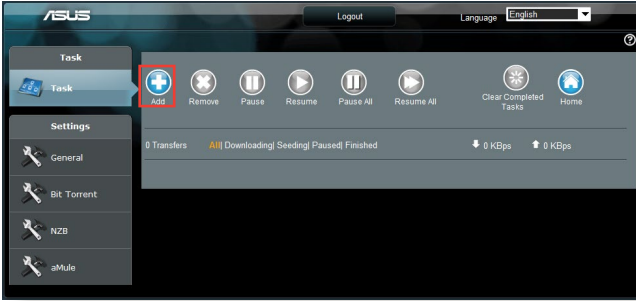 ASUS
Logout
Language English
Task
Task
Add Remove Pause Resume Pause All Resume All Clear Completed Tasks Home
0 Transfers All| Downloading| Seeding| Paused| Finished 0 KBps 0 KBps
Settings
General
Bit Torrent
NZB
aMule